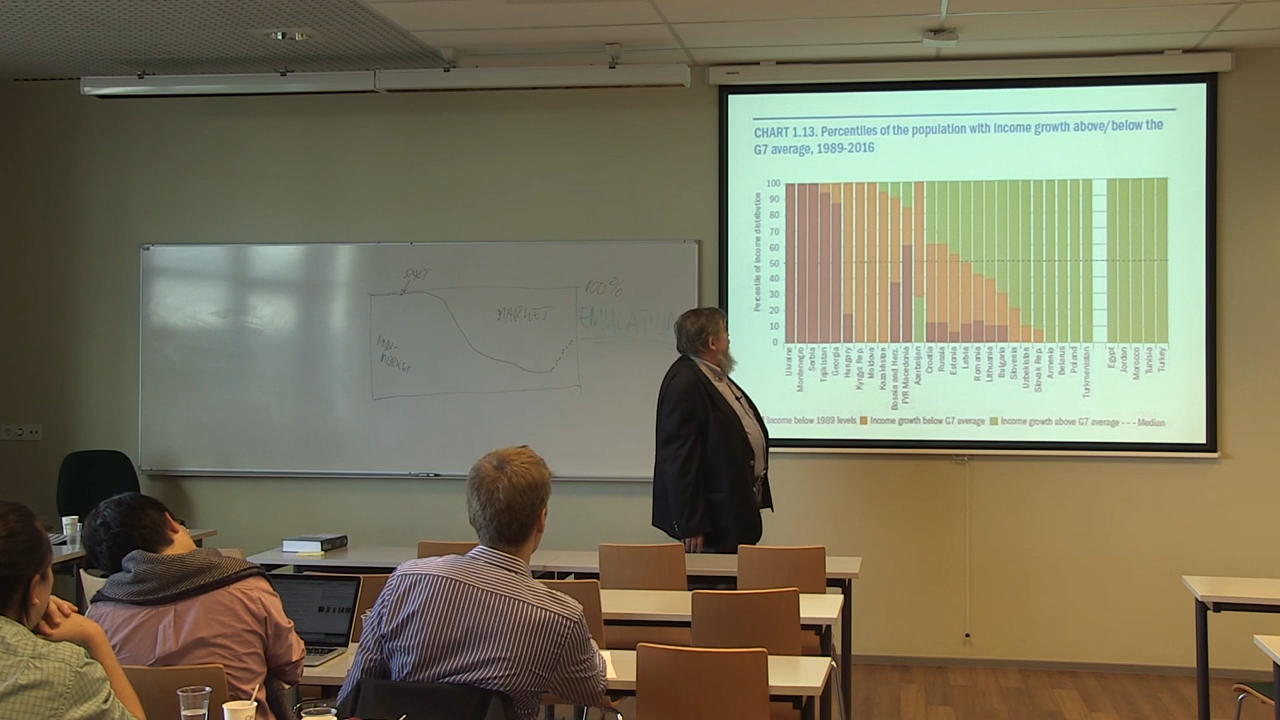 CHART 1.13. Percentiles of the population with income growth above/below the
G7 average, 1989-2016
Percentile of income distribution
100
90
80
70
60
50
40
30
20
10
0
Ukraine
Montenegro
Serbia
Tajikistan
Georgia
Hungary
Kyrgyz Rep.
Moldova
Kazakhstan
Bosnia and Herz.
FYR Macedonia
Azerbaijan
Croatia
Russia
Estonia
Latvia
Romania
Lithuania
Bulgaria
Slovenia
Uzbekistan
Slovak Rep.
Armenia
Belarus
Poland
Turkmenistan
Egypt
Jordan
Morocco
Tunisia
Turkey
Income below 1989 levels Income growth below G7 average Income growth above G7 average Median
100%
MARKET
EMULATION